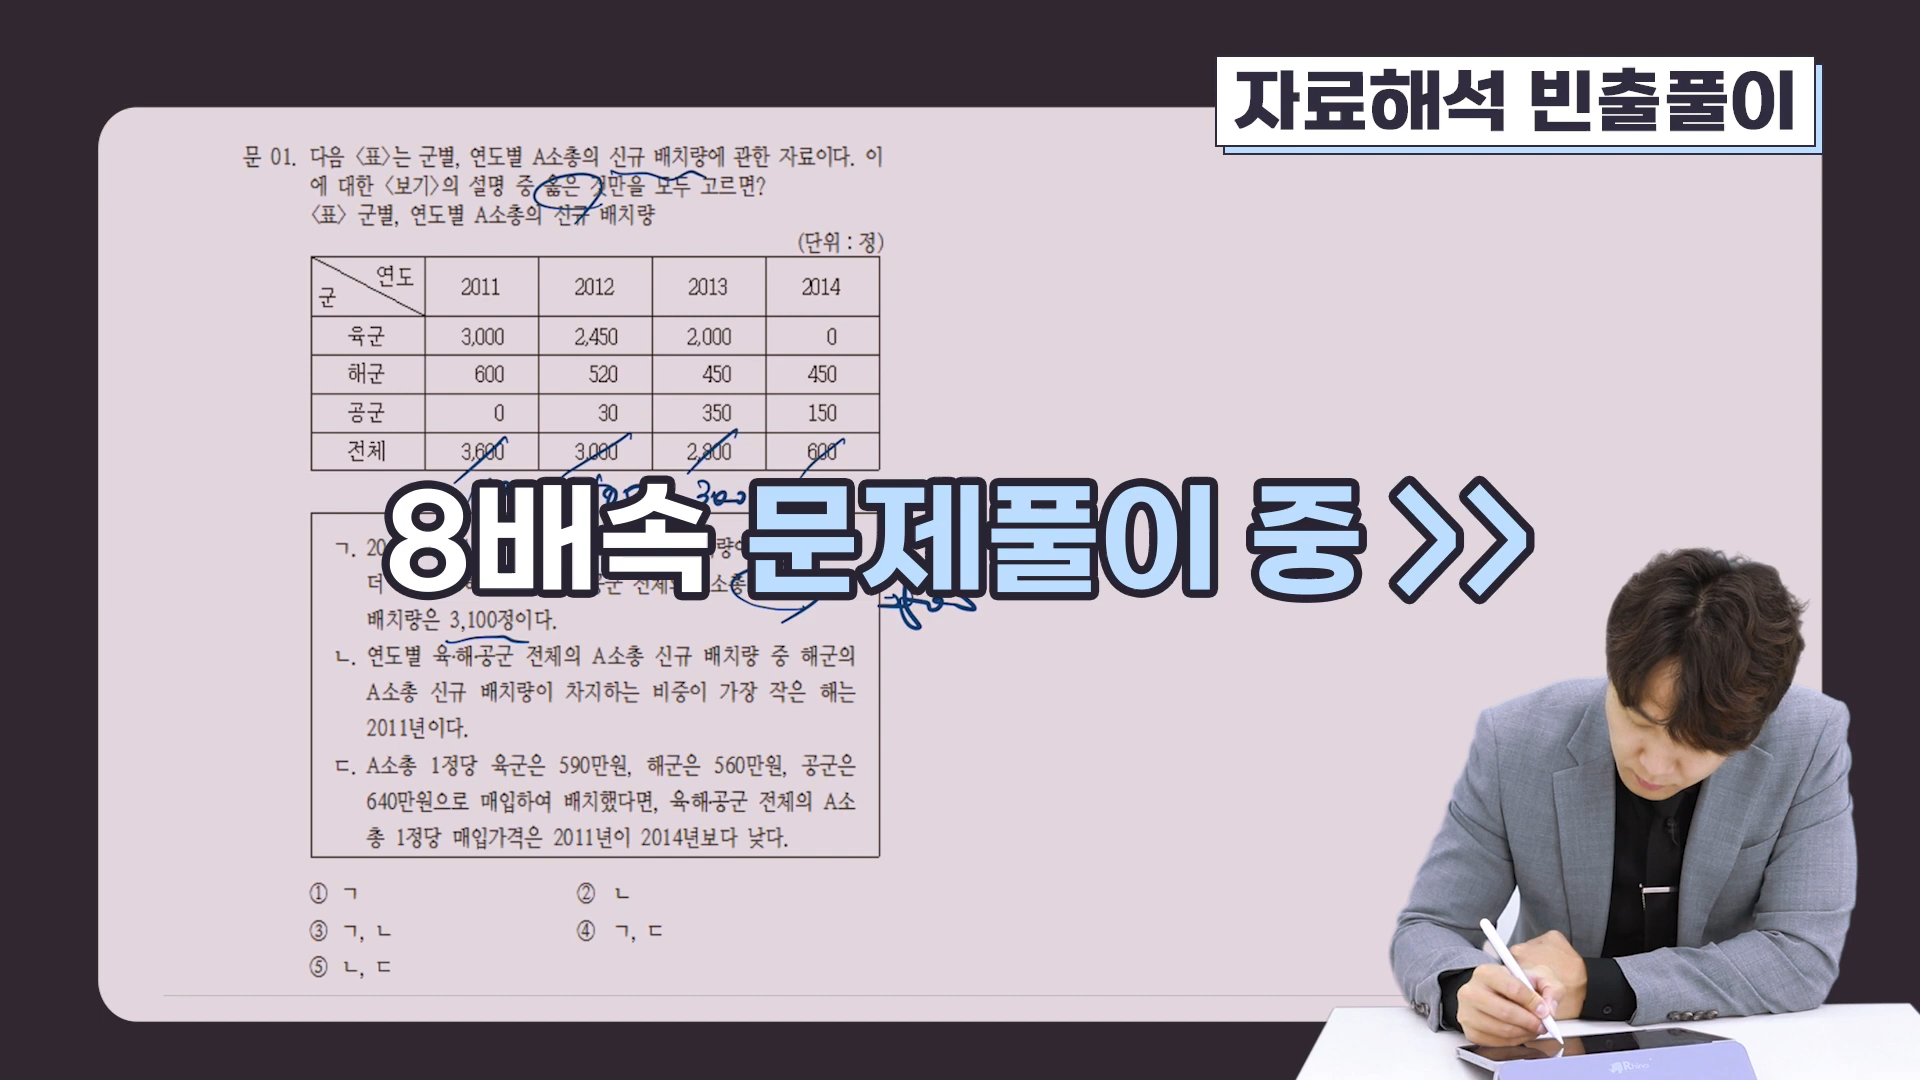 자료해석 빈출풀이
문 01. 다음 〈표〉는 군별, 연도별 A소총의 신규 배치량에 관한 자료이다. 이
에 대한 〈보기〉의 설명 중 옳은 것만을 모두 고르면?
〈표〉 군별, 연도별 A소총의 신규 배치량
(단위 : 정)
연도 2011 2012 2013 2014
군
육군 3,000 2,450 2,000 0
해군 600 520 450 450
공군 0 30 350 150
전체 3,600 3,000 2,800 600
300
8배속 문제풀이 중 >>
ㄱ. 20
더
배치량은 3,100정이다.
ㄴ. 연도별 육·해·공군 전체의 A소총 신규 배치량 중 해군의
A소총 신규 배치량이 차지하는 비중이 가장 작은 해는
2011년이다.
ㄷ. A소총 1정당 육군은 590만원, 해군은 560만원, 공군은
640만원으로 매입하여 배치했다면, 육·해·공군 전체의 A소
총 1정당 매입가격은 2011년이 2014년보다 낮다.
① ㄱ ② ㄴ
③ ㄱ, ㄴ ④ ㄱ, ㄷ
⑤ ㄴ, ㄷ